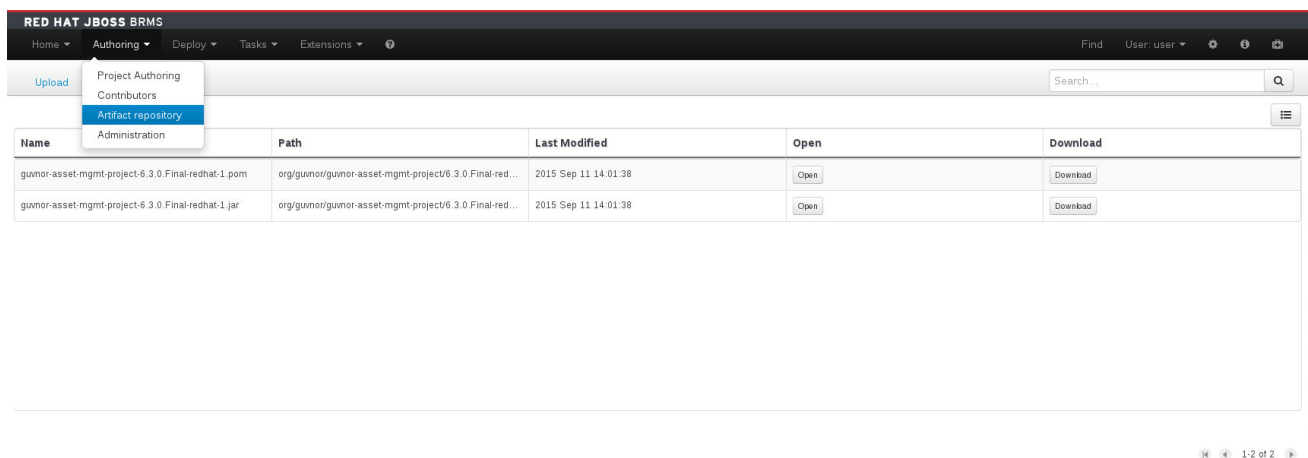 RED HAT JBOSS BRMS
Home Authoring Deploy Tasks Extensions Find User: user
Upload Search...
Project Authoring
Contributors
Artifact repository
Administration
Name Path Last Modified Open Download
guvnor-asset-mgmt-project-6.3.0.Final-redhat-1.pom org/guvnor/guvnor-asset-mgmt-project/6.3.0.Final-red... 2015 Sep 11 14:01:38 Open Download
guvnor-asset-mgmt-project-6.3.0.Final-redhat-1.jar org/guvnor/guvnor-asset-mgmt-project/6.3.0.Final-red... 2015 Sep 11 14:01:38 Open Download
1-2 of 2